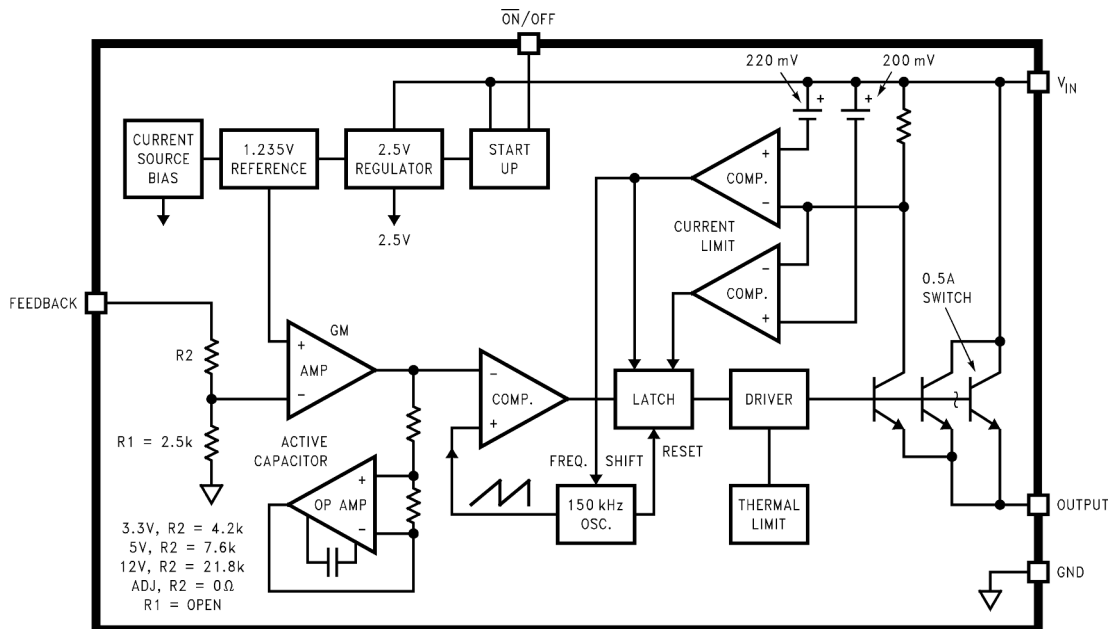 ON/OFF
220 mV
200 mV
+
+
VIN
CURRENT
SOURCE
BIAS
1.235V
REFERENCE
2.5V
REGULATOR
START
UP
2.5V
+
COMP.
−
CURRENT
LIMIT
−
COMP.
+
0.5A
SWITCH
FEEDBACK
R2
R1 = 2.5k
GM
+
AMP
−
−
COMP.
+
LATCH
DRIVER
ACTIVE
CAPACITOR
+
OP AMP
−
FREQ. SHIFT
RESET
150 kHz
OSC.
THERMAL
LIMIT
OUTPUT
GND
3.3V, R2 = 4.2k
5V, R2 = 7.6k
12V, R2 = 21.8k
ADJ, R2 = 0Ω
R1 = OPEN